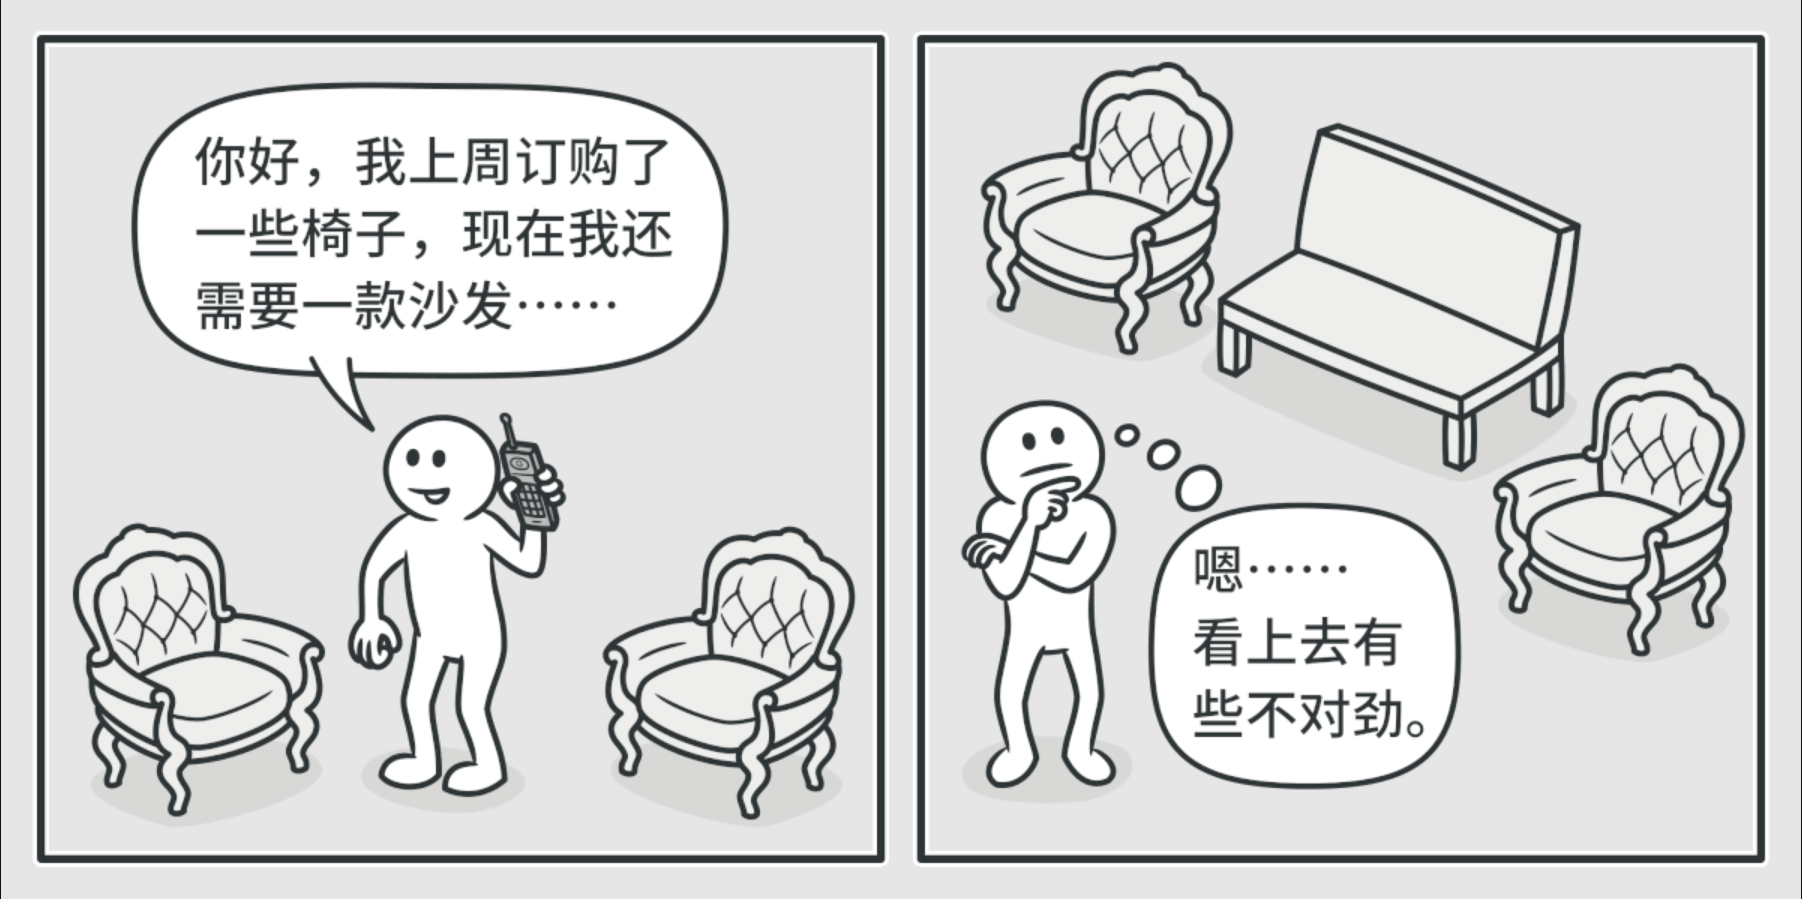 你好，我上周订购了
一些椅子，现在我还
需要一款沙发……
嗯……
看上去有
些不对劲。